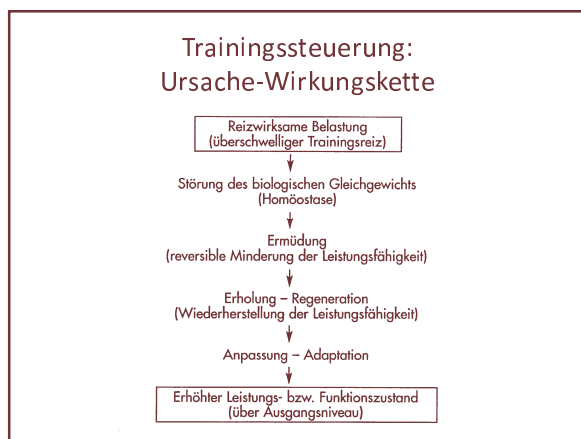 Trainingssteuerung:
Ursache-Wirkungskette
Reizwirksame Belastung
(überschwelliger Trainingsreiz)
Störung des biologischen Gleichgewichts
(Homöostase)
Ermüdung
(reversible Minderung der Leistungsfähigkeit)
Erholung – Regeneration
(Wiederherstellung der Leistungsfähigkeit)
Anpassung – Adaptation
Erhöhter Leistungs- bzw. Funktionszustand
(über Ausgangsniveau)